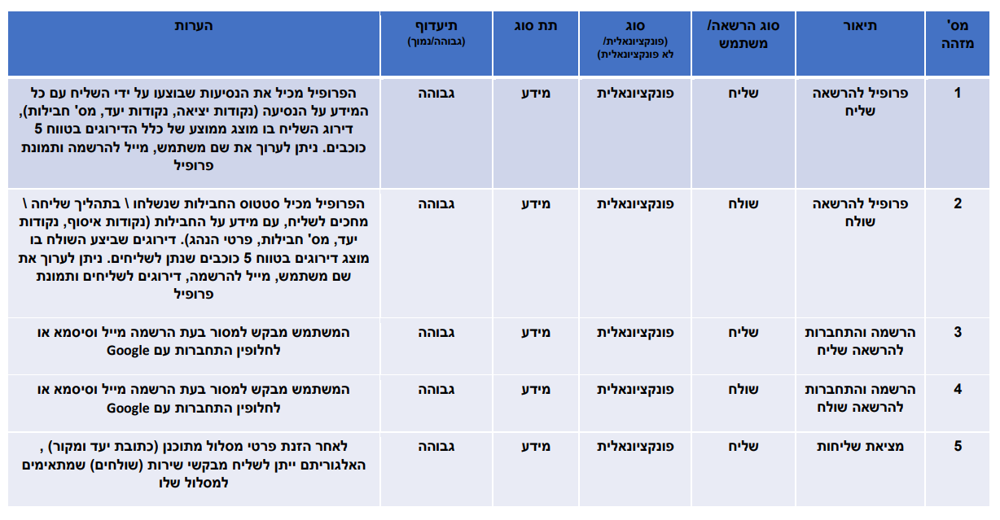 מס' מזהה
תיאור
סוג הרשאה/ משתמש
סוג
(פונקציונאלית/ לא פונקציונאלית)
תת סוג
תיעדוף
(גבוהה/נמוך)
הערות
1
פרופיל להרשאה
שליח
שליח
פונקציונאלית
מידע
גבוהה
הפרופיל מכיל את הנסיעות שבוצעו על ידי השליח עם כל
המידע על הנסיעה (נקודות יציאה, נקודות יעד, מס' חבילות),
דירוג השליח בו מוצג ממוצע של כלל הדירוגים בטווח 5
כוכבים. ניתן לערוך את שם משתמש, מייל להרשמה ותמונת
פרופיל
2
פרופיל להרשאה
שולח
שולח
פונקציונאלית
מידע
גבוהה
הפרופיל מכיל סטטוס החבילות שנשלחו \ בתהליך שליחה \
מחכים לשליח, עם מידע על החבילות (נקודות איסוף, נקודות
יעד, מס' חבילות, פרטי הנהג). דירוגים שביצע השולח בו
מוצג דירוגים בטווח 5 כוכבים שנתן לשליחים. ניתן לערוך את
שם משתמש, מייל להרשמה, דירוגים לשליחים ותמונת
פרופיל
3
הרשמה והתחברות
להרשאה שליח
שליח
פונקציונאלית
מידע
גבוהה
המשתמש מבקש למסור בעת הרשמה מייל וסיסמא או
לחלופין התחברות עם Google
4
הרשמה והתחברות
להרשאה שולח
שולח
פונקציונאלית
מידע
גבוהה
המשתמש מבקש למסור בעת הרשמה מייל וסיסמא או
לחלופין התחברות עם Google
5
מציאת שליחות
שליח
פונקציונאלית
מידע
גבוהה
לאחר הזנת פרטי מסלול מתוכנן (כתובת יעד ומקור) ,
האלגוריתם ייתן לשליח מבקשי שירות (שולחים) שמתאימים
למסלול שלו